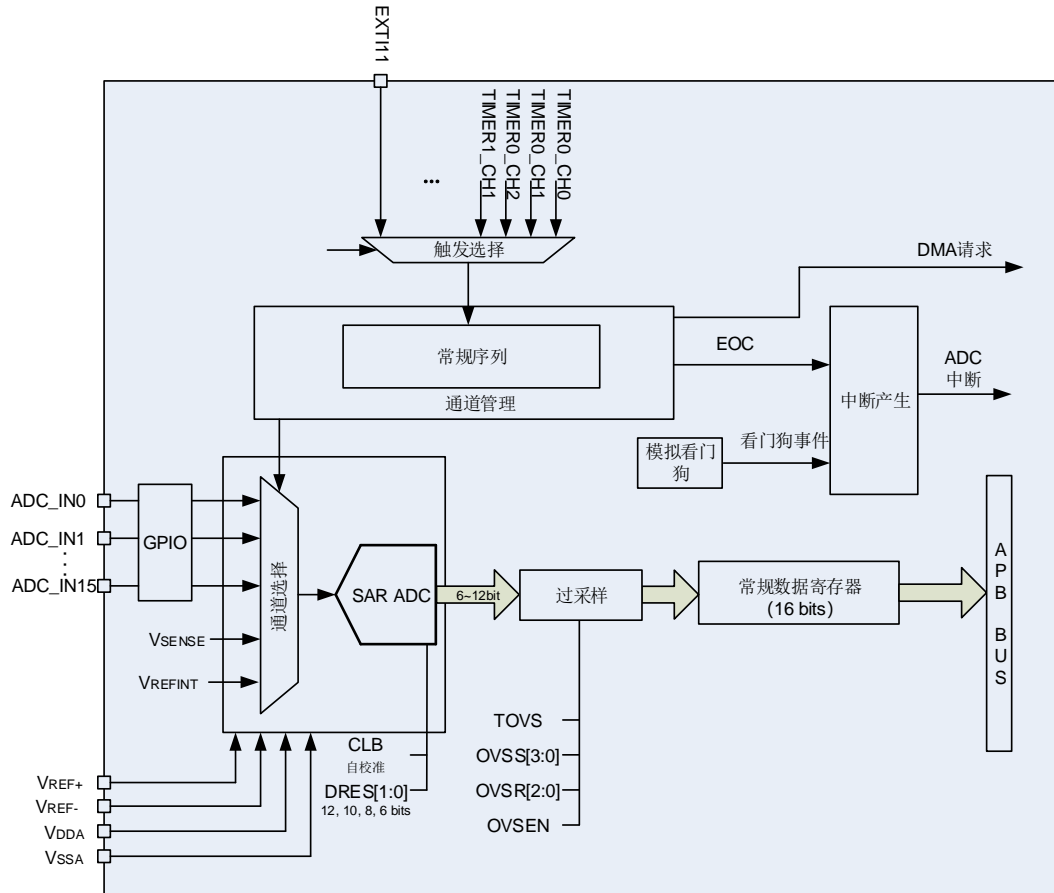 EXTI11
TIMER1_CH1
TIMER0_CH2
TIMER0_CH1
TIMER0_CH0
...
触发选择
DMA请求
常规序列
通道管理
EOC
中断产生
ADC
中断
模拟看门
狗
看门狗事件
ADC_IN0
ADC_IN1
ADC_IN15
GPIO
VSENSE
VREFINT
通道选择
SAR ADC
6~12bit
过采样
常规数据寄存器
(16 bits)
APB BUS
TOVS
OVSS[3:0]
OVSR[2:0]
OVSEN
CLB
自校准
DRES[1:0]
12, 10, 8, 6 bits
VREF+
VREF-
VDDA
VSSA